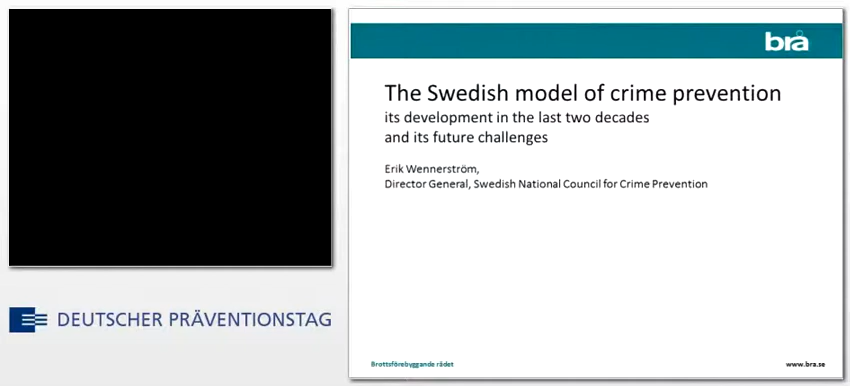 brå
The Swedish model of crime prevention
its development in the last two decades
and its future challenges
Erik Wennerström,
Director General, Swedish National Council for Crime Prevention
DEUTSCHER PRÄVENTIONSTAG
Brottsförebyggande rådet
www.bra.se